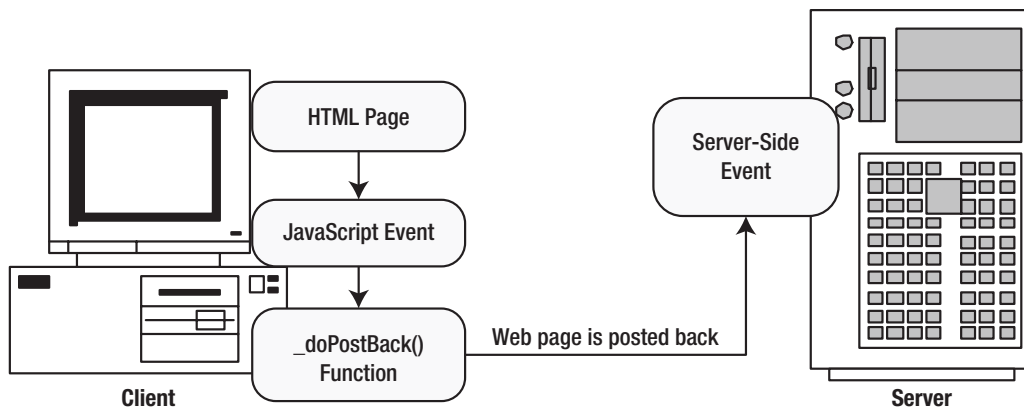 HTML Page
JavaScript Event
_doPostBack()
Function
Web page is posted back
Server-Side
Event
Client
Server